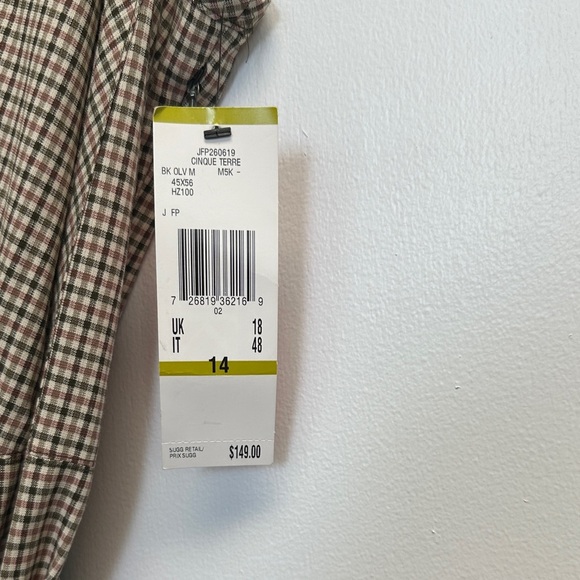 JFP260619
CINQUE TERRE
BK OLV M M5K -
45X56
HZ100
J FP
7 26819 36216 9
02
UK 18
IT 48
14
SUGG RETAIL/
PRIX SUGG $149.00